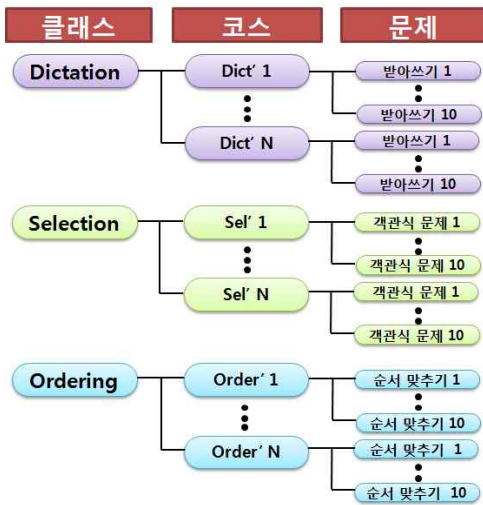 클래스 코스 문제
Dictation Dict' 1 받아쓰기 1
받아쓰기 10
Dict' N 받아쓰기 1
받아쓰기 10
Selection Sel' 1 객관식 문제 1
객관식 문제 10
Sel' N 객관식 문제 1
객관식 문제 10
Ordering Order' 1 순서 맞추기 1
순서 맞추기 10
Order' N 순서 맞추기 1
순서 맞추기 10